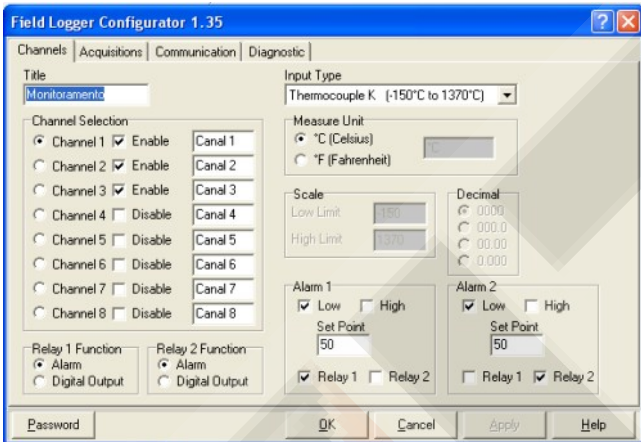 Field Logger Configurator 1.35
Channels Acquisitions Communication Diagnostic
Title
Monitoramento
Input Type
Thermocouple K (-150°C to 1370°C)
Channel Selection
Channel 1 Enable Canal 1
Channel 2 Enable Canal 2
Channel 3 Enable Canal 3
Channel 4 Disable Canal 4
Channel 5 Disable Canal 5
Channel 6 Disable Canal 6
Channel 7 Disable Canal 7
Channel 8 Disable Canal 8
Measure Unit
°C (Celsius) °C
°F (Fahrenheit)
Scale
Low Limit -150
High Limit 1370
Decimal
0000
000.0
00.00
0.000
Alarm 1
Low High
Set Point
50
Relay 1 Relay 2
Alarm 2
Low High
Set Point
50
Relay 1 Relay 2
Relay 1 Function
Alarm
Digital Output
Relay 2 Function
Alarm
Digital Output
Password OK Cancel Apply Help